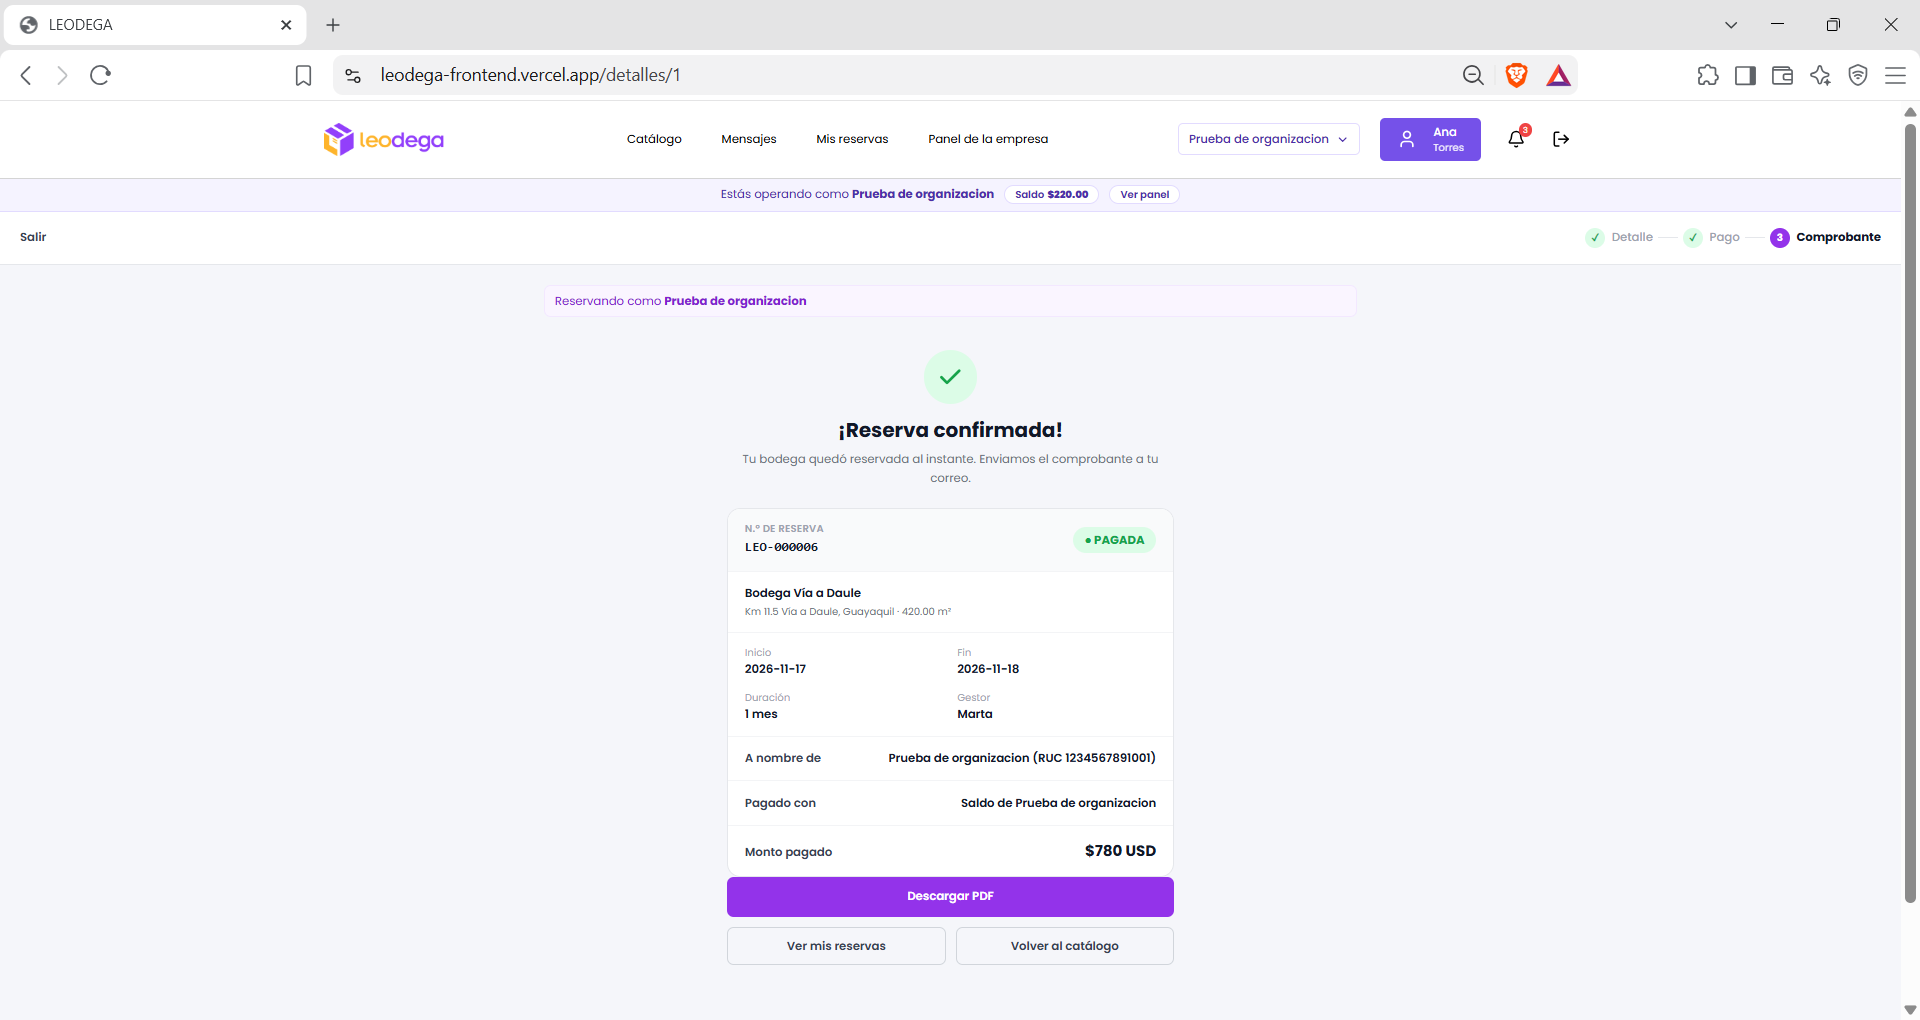 LEODEGA
leodega-frontend.vercel.app/detalles/1
leodega
Catálogo
Mensajes
Mis reservas
Panel de la empresa
Prueba de organizacion
Ana
Torres
3
Estás operando como Prueba de organizacion
Saldo $220.00
Ver panel
Salir
Detalle
Pago
3
Comprobante
Reservando como Prueba de organizacion
¡Reserva confirmada!
Tu bodega quedó reservada al instante. Enviamos el comprobante a tu
correo.
N.º DE RESERVA
LEO-000006
PAGADA
Bodega Vía a Daule
Km 11.5 Vía a Daule, Guayaquil · 420.00 m²
Inicio
2026-11-17
Fin
2026-11-18
Duración
1 mes
Gestor
Marta
A nombre de
Prueba de organizacion (RUC 1234567891001)
Pagado con
Saldo de Prueba de organizacion
Monto pagado
$780 USD
Descargar PDF
Ver mis reservas
Volver al catálogo